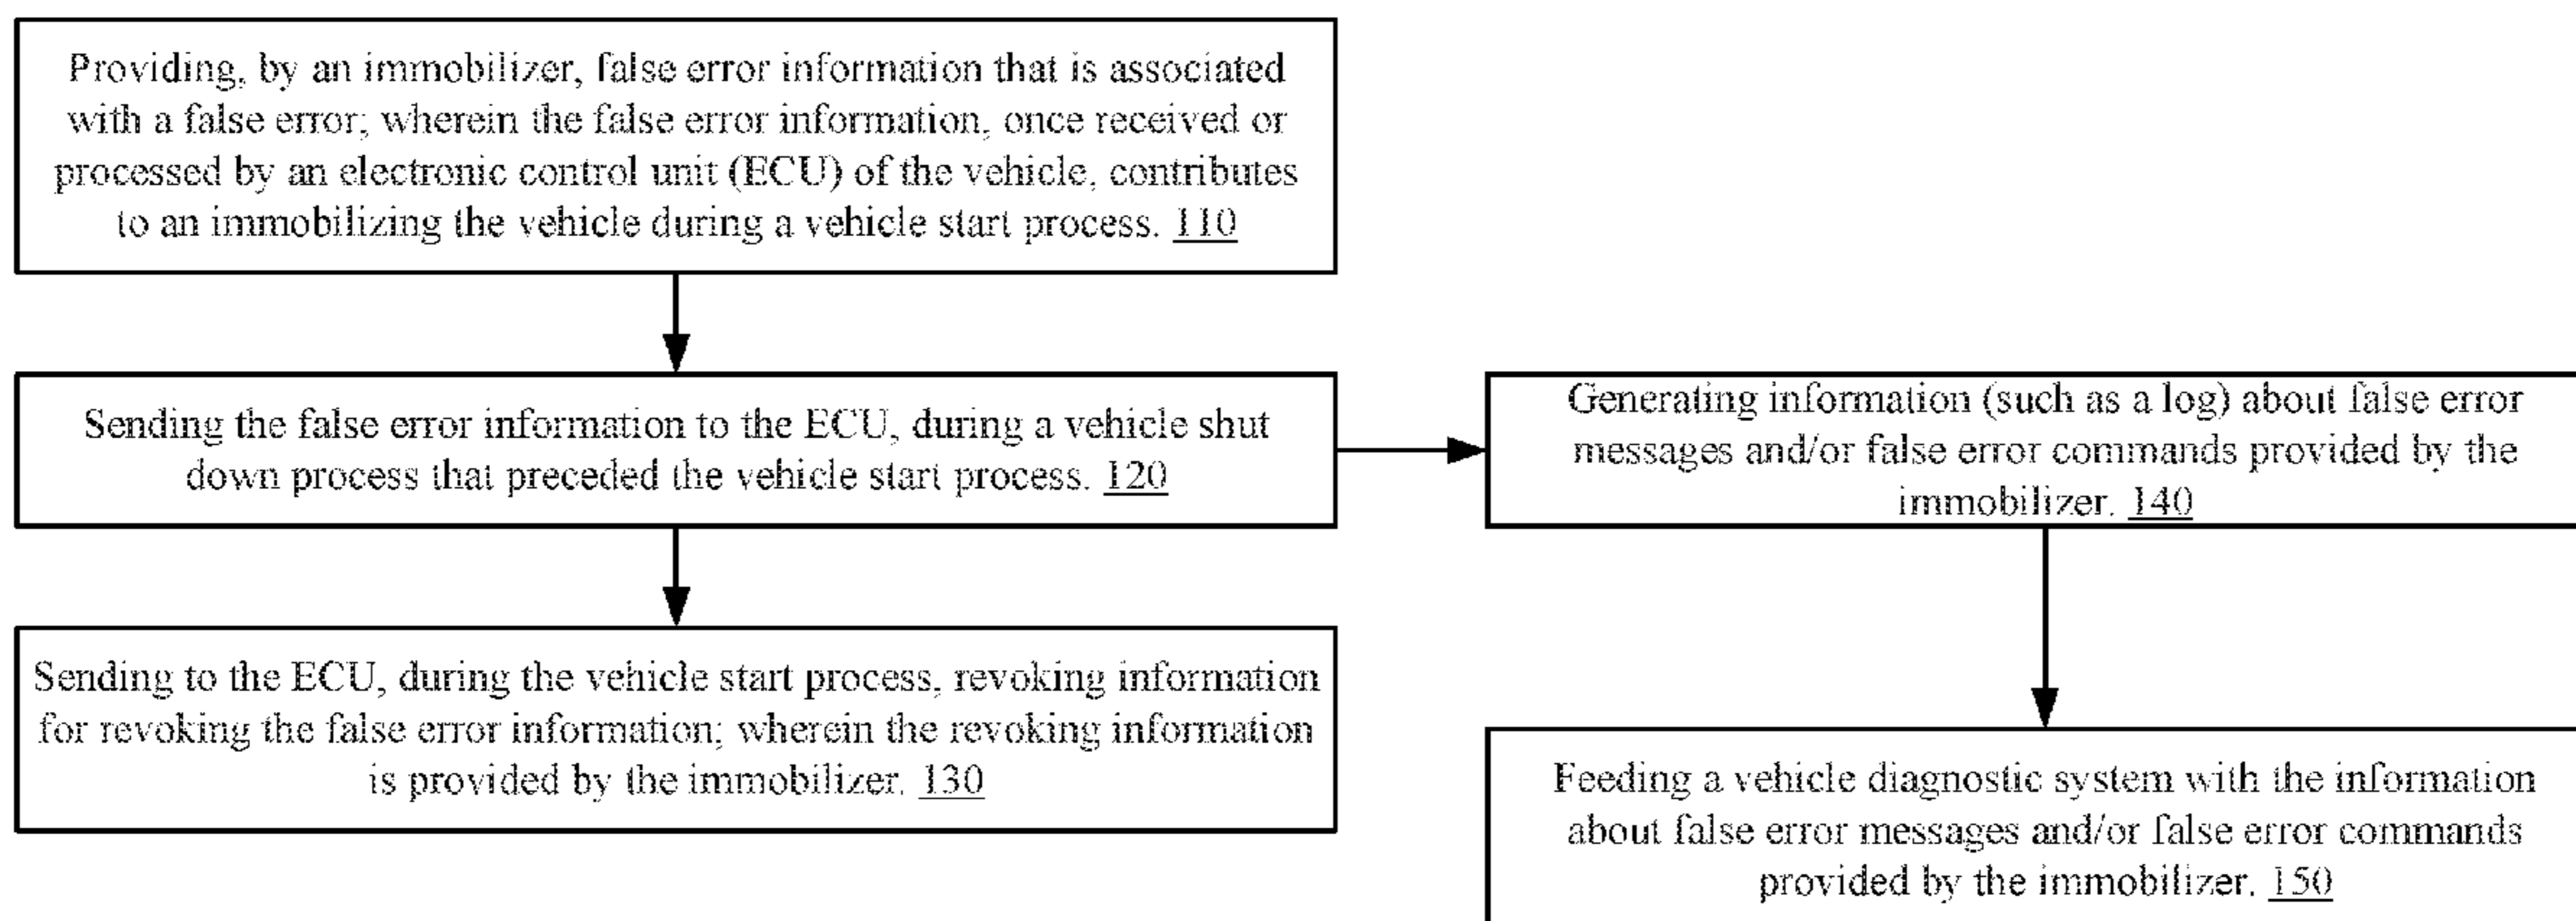 Providing, by an immobilizer, false error information that is associated
with a false error; wherein the false error information, once received or
processed by an electronic control unit (ECU) of the vehicle, contributes
to an immobilizing the vehicle during a vehicle start process. 110
Sending the false error information to the ECU, during a vehicle shut
down process that preceded the vehicle start process. 120
Generating information (such as a log) about false error
messages and/or false error commands provided by the
immobilizer. 140
Sending to the ECU, during the vehicle start process, revoking information
for revoking the false error information; wherein the revoking information
is provided by the immobilizer. 130
Feeding a vehicle diagnostic system with the information
about false error messages and/or false error commands
provided by the immobilizer. 150